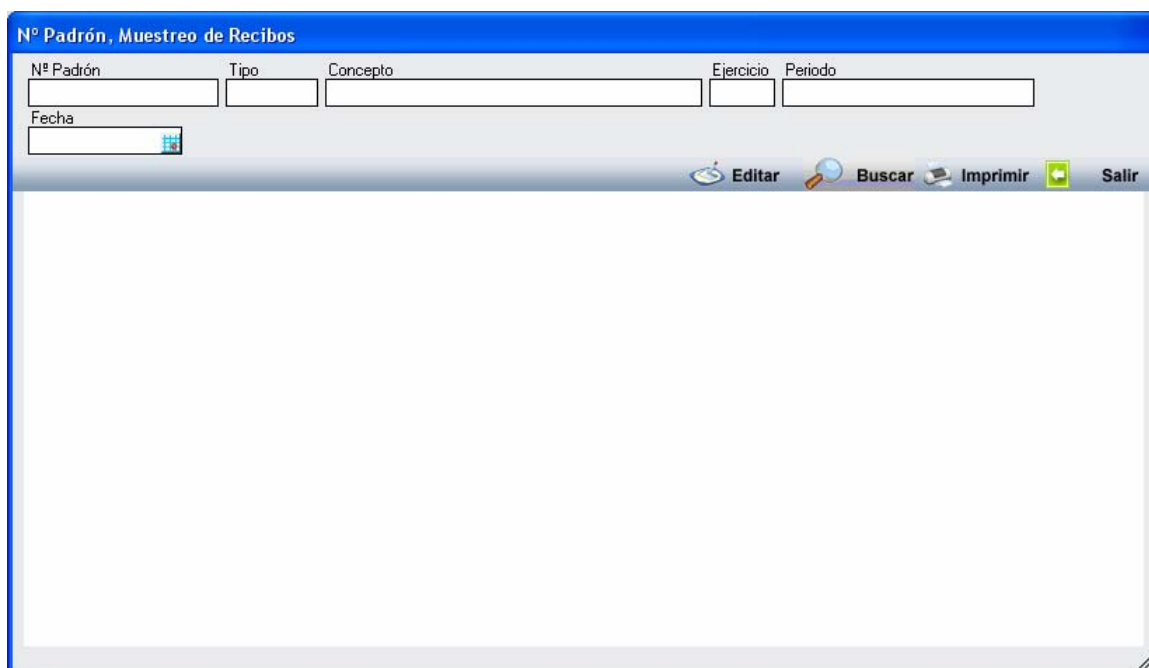 Nº Padrón, Muestreo de Recibos
Nº Padrón Tipo Concepto Ejercicio Periodo
Fecha
Editar Buscar Imprimir Salir